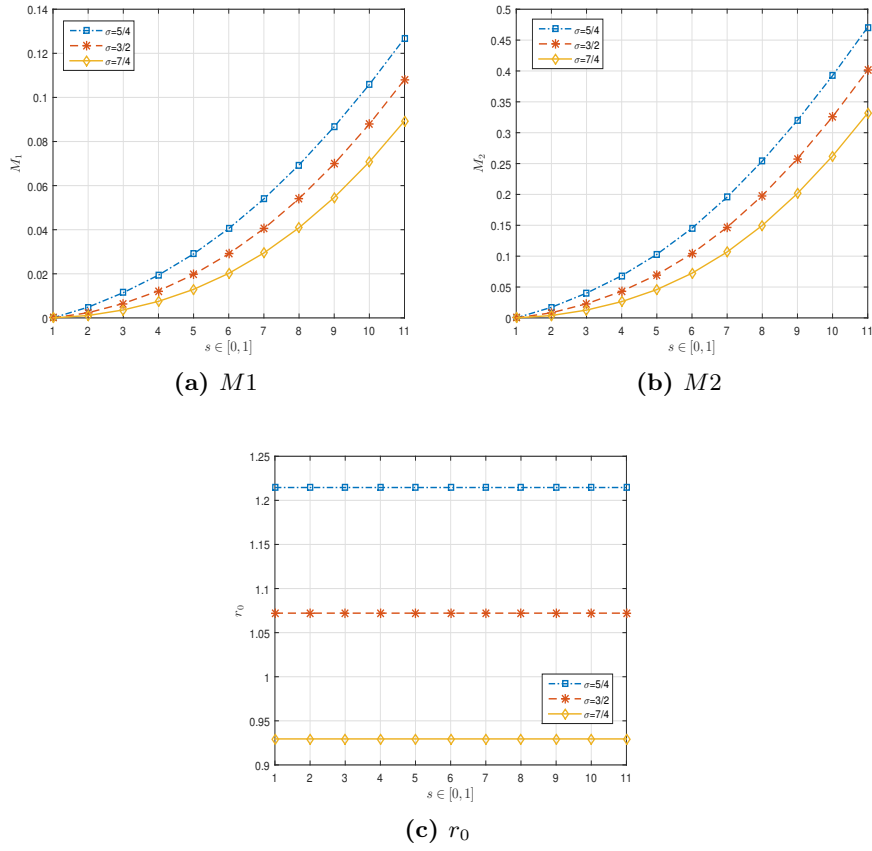 0.14
0.12
0.1
0.08
0.06
0.04
0.02
0
M₁
σ=5/4
σ=3/2
σ=7/4
1 2 3 4 5 6 7 8 9 10 11
s ∈ [0, 1]
(a) M1
0.5
0.45
0.4
0.35
0.3
0.25
0.2
0.15
0.1
0.05
0
M₂
σ=5/4
σ=3/2
σ=7/4
1 2 3 4 5 6 7 8 9 10 11
s ∈ [0, 1]
(b) M2
1.25
1.2
1.15
1.1
1.05
1
0.95
0.9
r₀
σ=5/4
σ=3/2
σ=7/4
1 2 3 4 5 6 7 8 9 10 11
s ∈ [0, 1]
(c) r₀